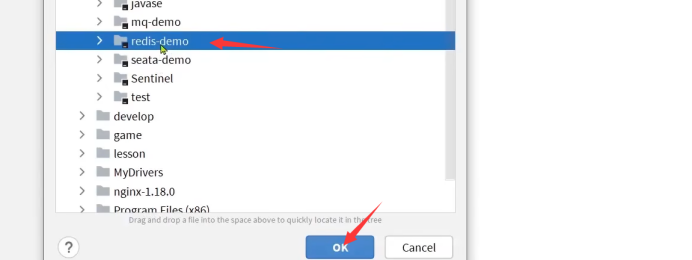 javase
mq-demo
redis-demo
seata-demo
Sentinel
test
develop
game
lesson
MyDrivers
nginx-1.18.0
Program Files (x86)
Drag and drop a file into the space above to quickly locate it in the tree
? OK Cancel